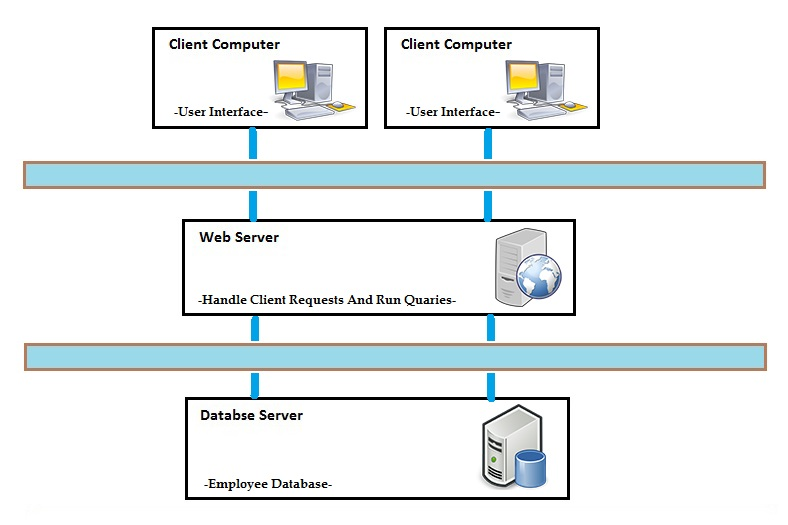 Client Computer
-User Interface-
Client Computer
-User Interface-
Web Server
-Handle Client Requests And Run Quaries-
Databse Server
-Employee Database-